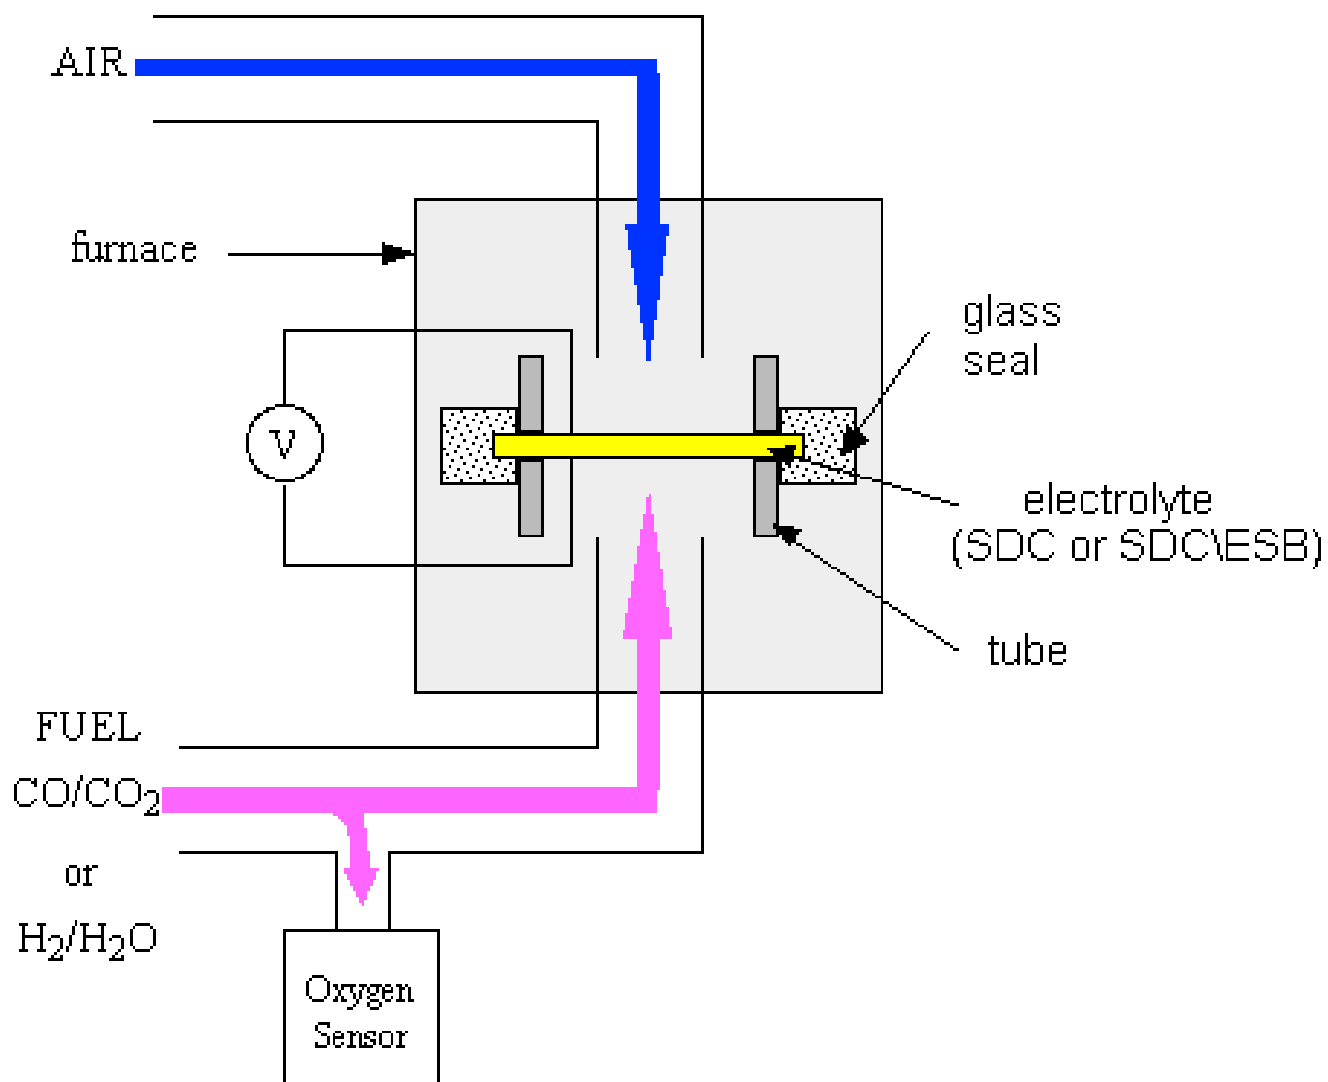 AIR
furnace
glass
seal
V
electrolyte
(SDC or SDC\ESB)
tube
FUEL
CO/CO₂
or
H₂/H₂O
Oxygen
Sensor